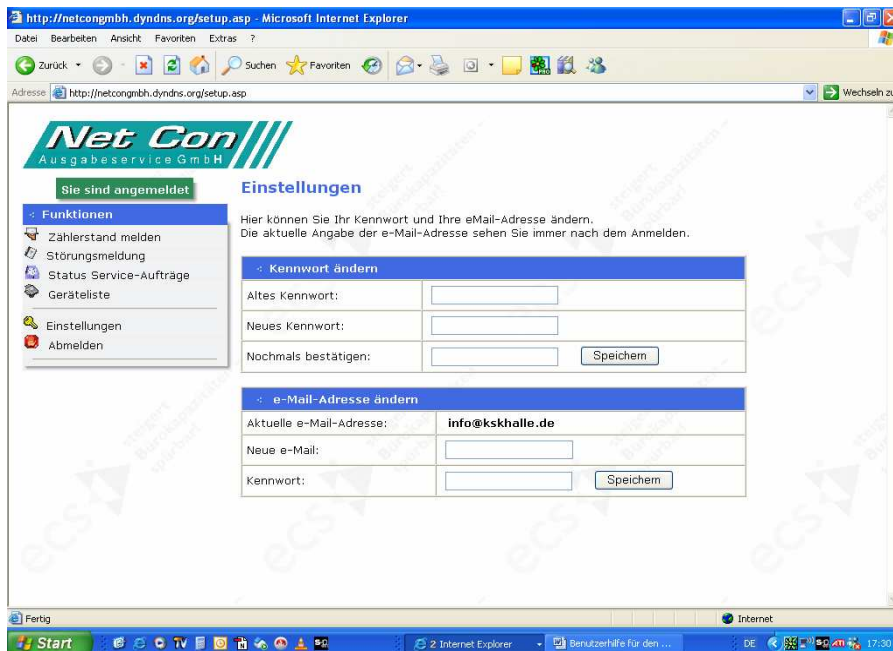 http://netcongmbh.dyndns.org/setup.asp - Microsoft Internet Explorer
Datei Bearbeiten Ansicht Favoriten Extras ?
Zurück Suchen Favoriten
Adresse http://netcongmbh.dyndns.org/setup.asp Wechseln zu
Net Con
Ausgabeservice GmbH
Sie sind angemeldet
Funktionen
Zählerstand melden
Störungsmeldung
Status Service-Aufträge
Geräteliste
Einstellungen
Abmelden
Einstellungen
Hier können Sie Ihr Kennwort und Ihre eMail-Adresse ändern.
Die aktuelle Angabe der e-Mail-Adresse sehen Sie immer nach dem Anmelden.
Kennwort ändern
Altes Kennwort:
Neues Kennwort:
Nochmals bestätigen: Speichern
e-Mail-Adresse ändern
Aktuelle e-Mail-Adresse: info@kskhalle.de
Neue e-Mail:
Kennwort: Speichern
ecs
steigert
Bürokapazitäten
spürbar!
Fertig Internet
Start 2 Internet Explorer Benutzerhilfe für den ... DE 17:30